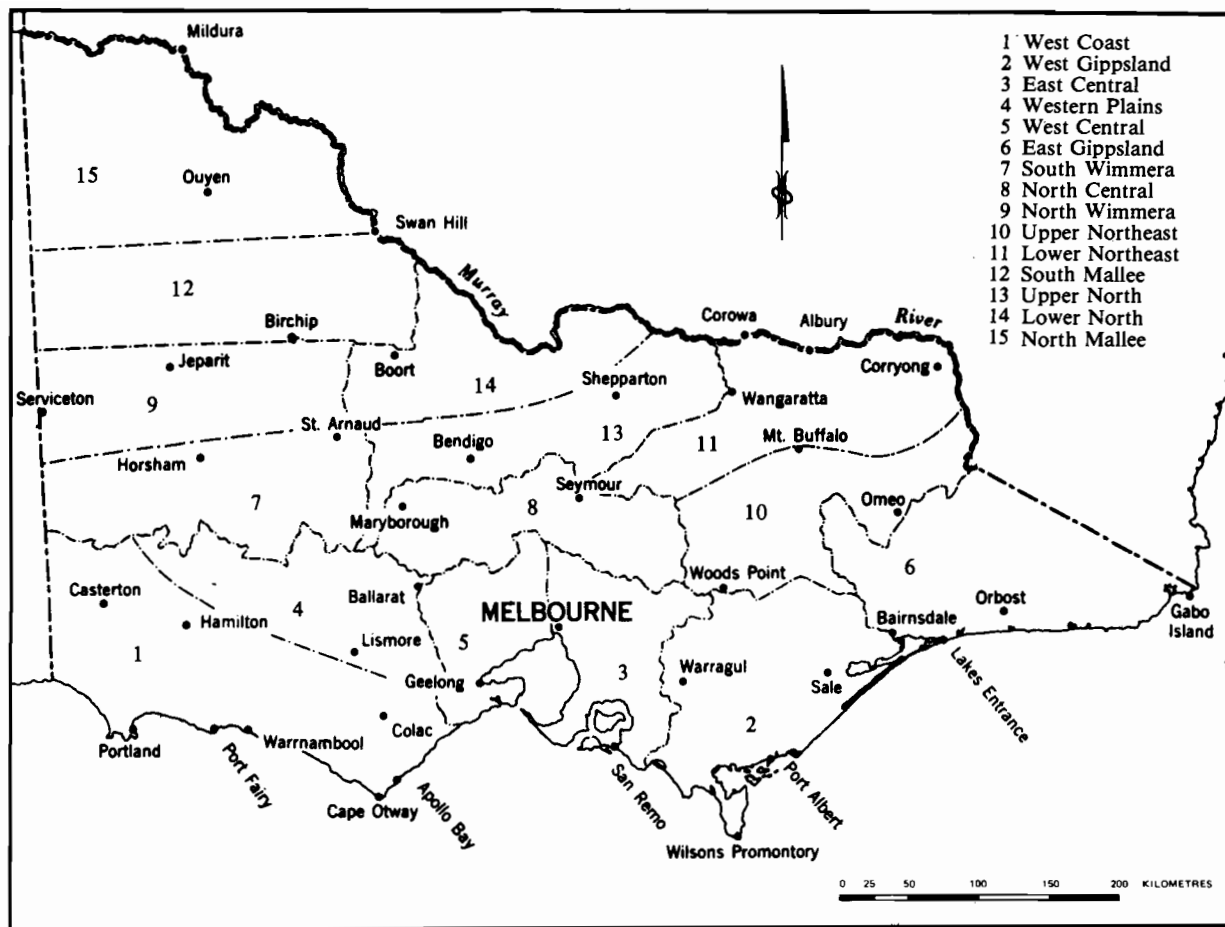 Mildura
1 West Coast
2 West Gippsland
3 East Central
4 Western Plains
5 West Central
6 East Gippsland
7 South Wimmera
8 North Central
9 North Wimmera
10 Upper Northeast
11 Lower Northeast
12 South Mallee
13 Upper North
14 Lower North
15 North Mallee
15
Ouyen
Swan Hill
Murray
River
12
Birchip
Corowa
Albury
Jeparit
Boort
14
Shepparton
Corryong
Serviceton
9
Wangaratta
St. Arnaud
13
11
Mt. Buffalo
Horsham
Bendigo
Seymour
7
Maryborough
8
10
Omeo
Woods Point
6
Casterton
4
Ballarat
MELBOURNE
Orbost
Gabo
Island
Hamilton
Bairnsdale
Lismore
5
1
Geelong
3
Warragul
Sale
Lakes Entrance
Colac
2
Portland
Port Fairy
Warrnambool
San Remo
Port Albert
Cape Otway
Apollo Bay
Wilsons Promontory
0 25 50 100 150 200 KILOMETRES